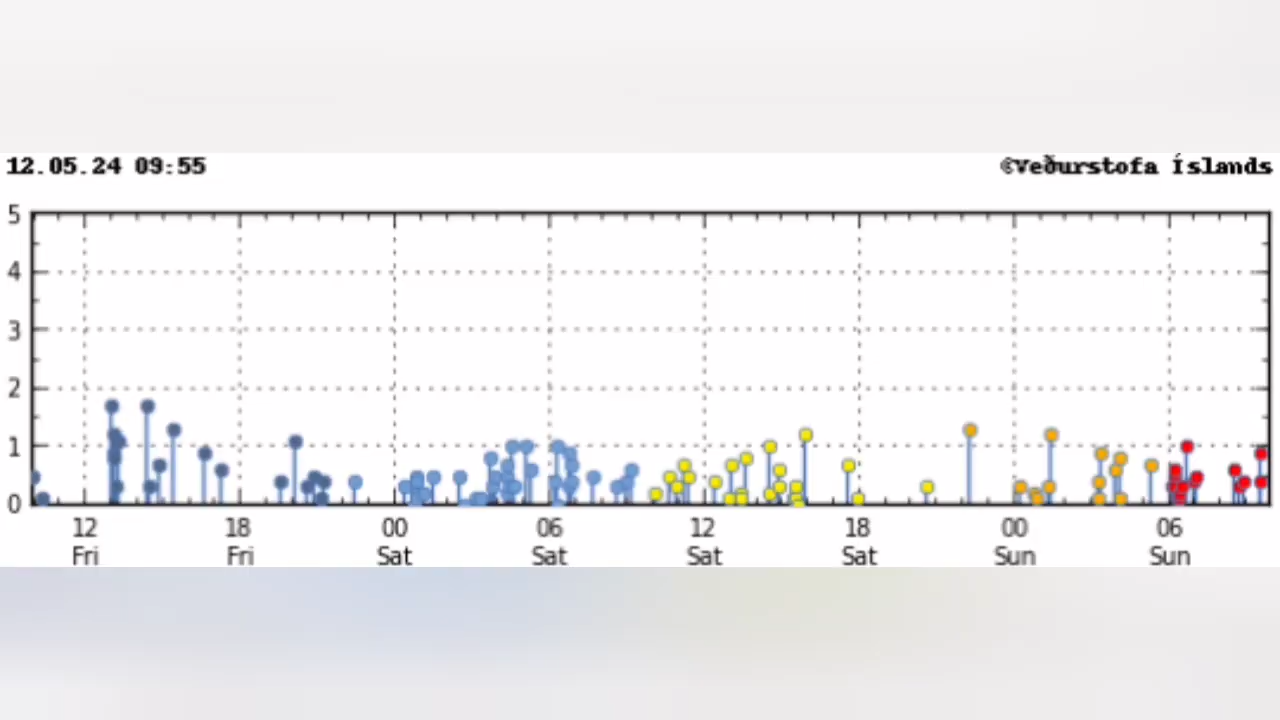 12.05.24 09:55
©Veðurstofa Íslands
5
4
3
2
1
0
12 18 00 06 12 18 00 06
Fri Fri Sat Sat Sat Sat Sun Sun